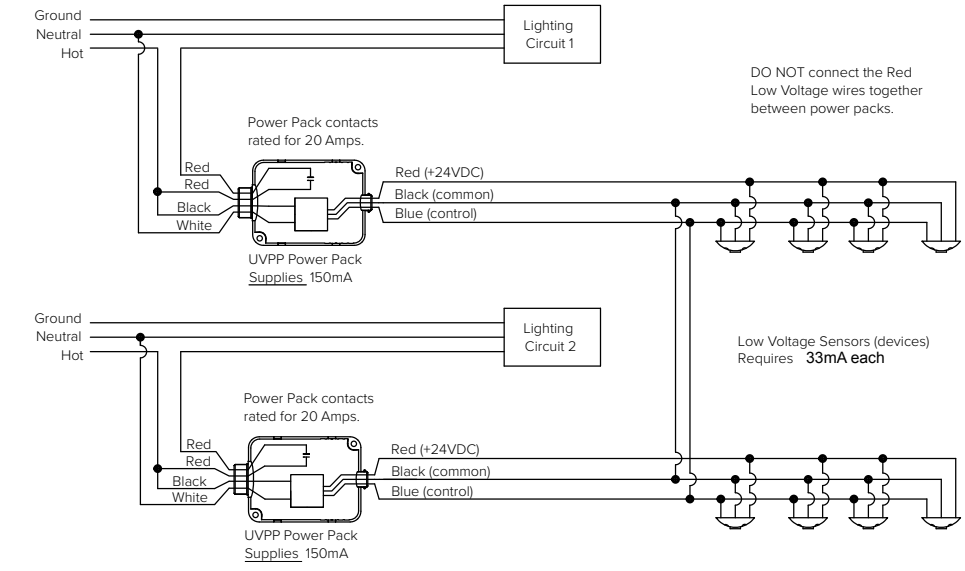 Ground
Neutral
Hot
Lighting
Circuit 1
DO NOT connect the Red
Low Voltage wires together
between power packs.
Power Pack contacts
rated for 20 Amps.
Red
Red
Black
White
Red (+24VDC)
Black (common)
Blue (control)
UVPP Power Pack
Supplies 150mA
Ground
Neutral
Hot
Lighting
Circuit 2
Low Voltage Sensors (devices)
Requires 33mA each
Power Pack contacts
rated for 20 Amps.
Red
Red
Black
White
Red (+24VDC)
Black (common)
Blue (control)
UVPP Power Pack
Supplies 150mA